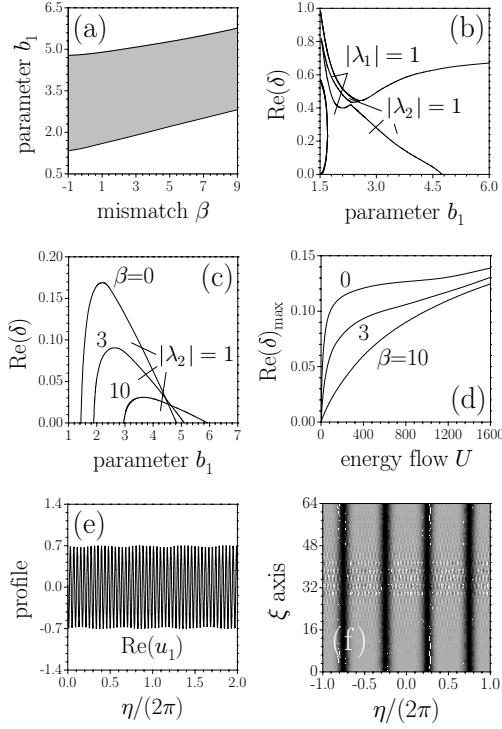 (a)
parameter b₁
6.5
5.0
3.5
2.0
0.5
-1 1 3 5 7 9
mismatch β
(b)
Re(δ)
1.0
0.8
0.6
0.4
0.2
0.0
|λ₁| = 1
|λ₂| = 1
1.5 3.0 4.5 6.0
parameter b₁
(c)
Re(δ)
0.20
0.15
0.10
0.05
0.00
β=0
3
10
|λ₂| = 1
1 2 3 4 5 6 7
parameter b₁
(d)
Re(δ)max
0.15
0.10
0.05
0.00
0
3
β=10
0 400 800 1200 1600
energy flow U
(e)
profile
1.4
0.7
0.0
-0.7
-1.4
Re(u₁)
0.0 0.5 1.0 1.5 2.0
η/(2π)
(f)
ξ axis
64
48
32
16
0
-1.0 -0.5 0.0 0.5 1.0
η/(2π)